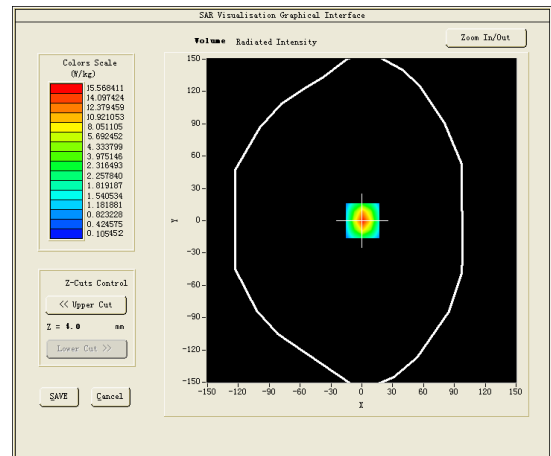 SAR Visualisation Graphical Interface
Volume Radiated Intensity
Zoom In/Out
Colors Scale
(W/kg)
15.568411
14.097424
12.379459
10.921053
8.051105
5.692452
4.333799
3.975146
2.316493
2.257840
1.819187
1.540534
1.181881
0.823228
0.424575
0.105452
Z-Cuts Control
<< Upper Cut
Z = 4.0 mm
Lower Cut >>
SAVE Cancel
150
90
60
30
0
-30
-60
-90
-120
-150
Y
-150 -120 -90 -60 -30 0 30 60 90 120 150
X